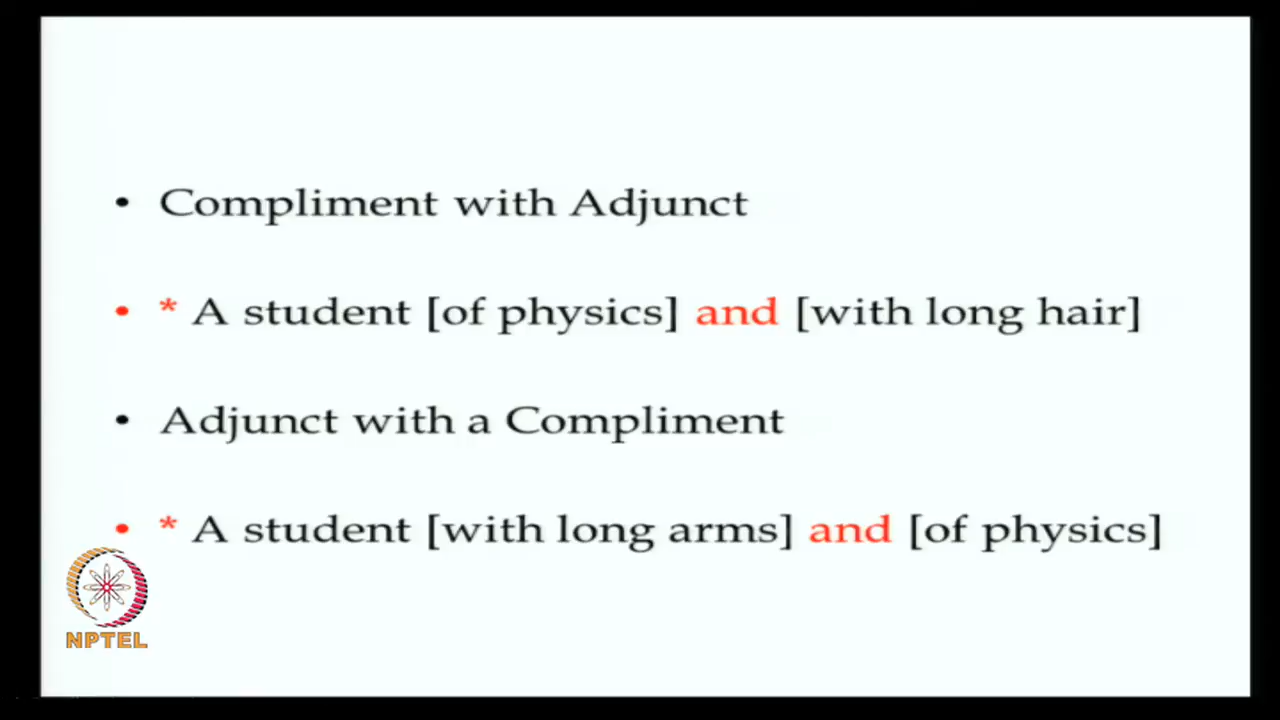 • Compliment with Adjunct
• * A student [of physics] and [with long hair]
• Adjunct with a Compliment
• * A student [with long arms] and [of physics]
NPTEL